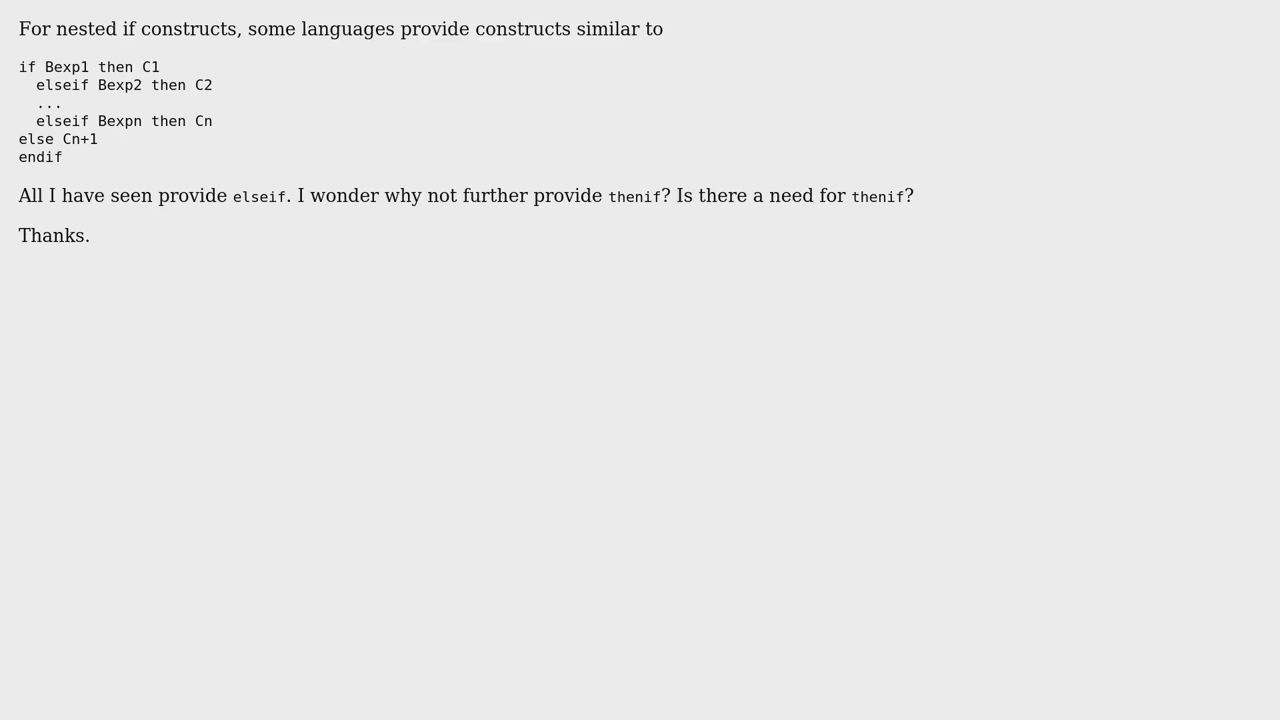 For nested if constructs, some languages provide constructs similar to
if Bexp1 then C1
  elseif Bexp2 then C2
  ...
  elseif Bexpn then Cn
else Cn+1
endif
All I have seen provide elseif. I wonder why not further provide thenif? Is there a need for thenif?
Thanks.